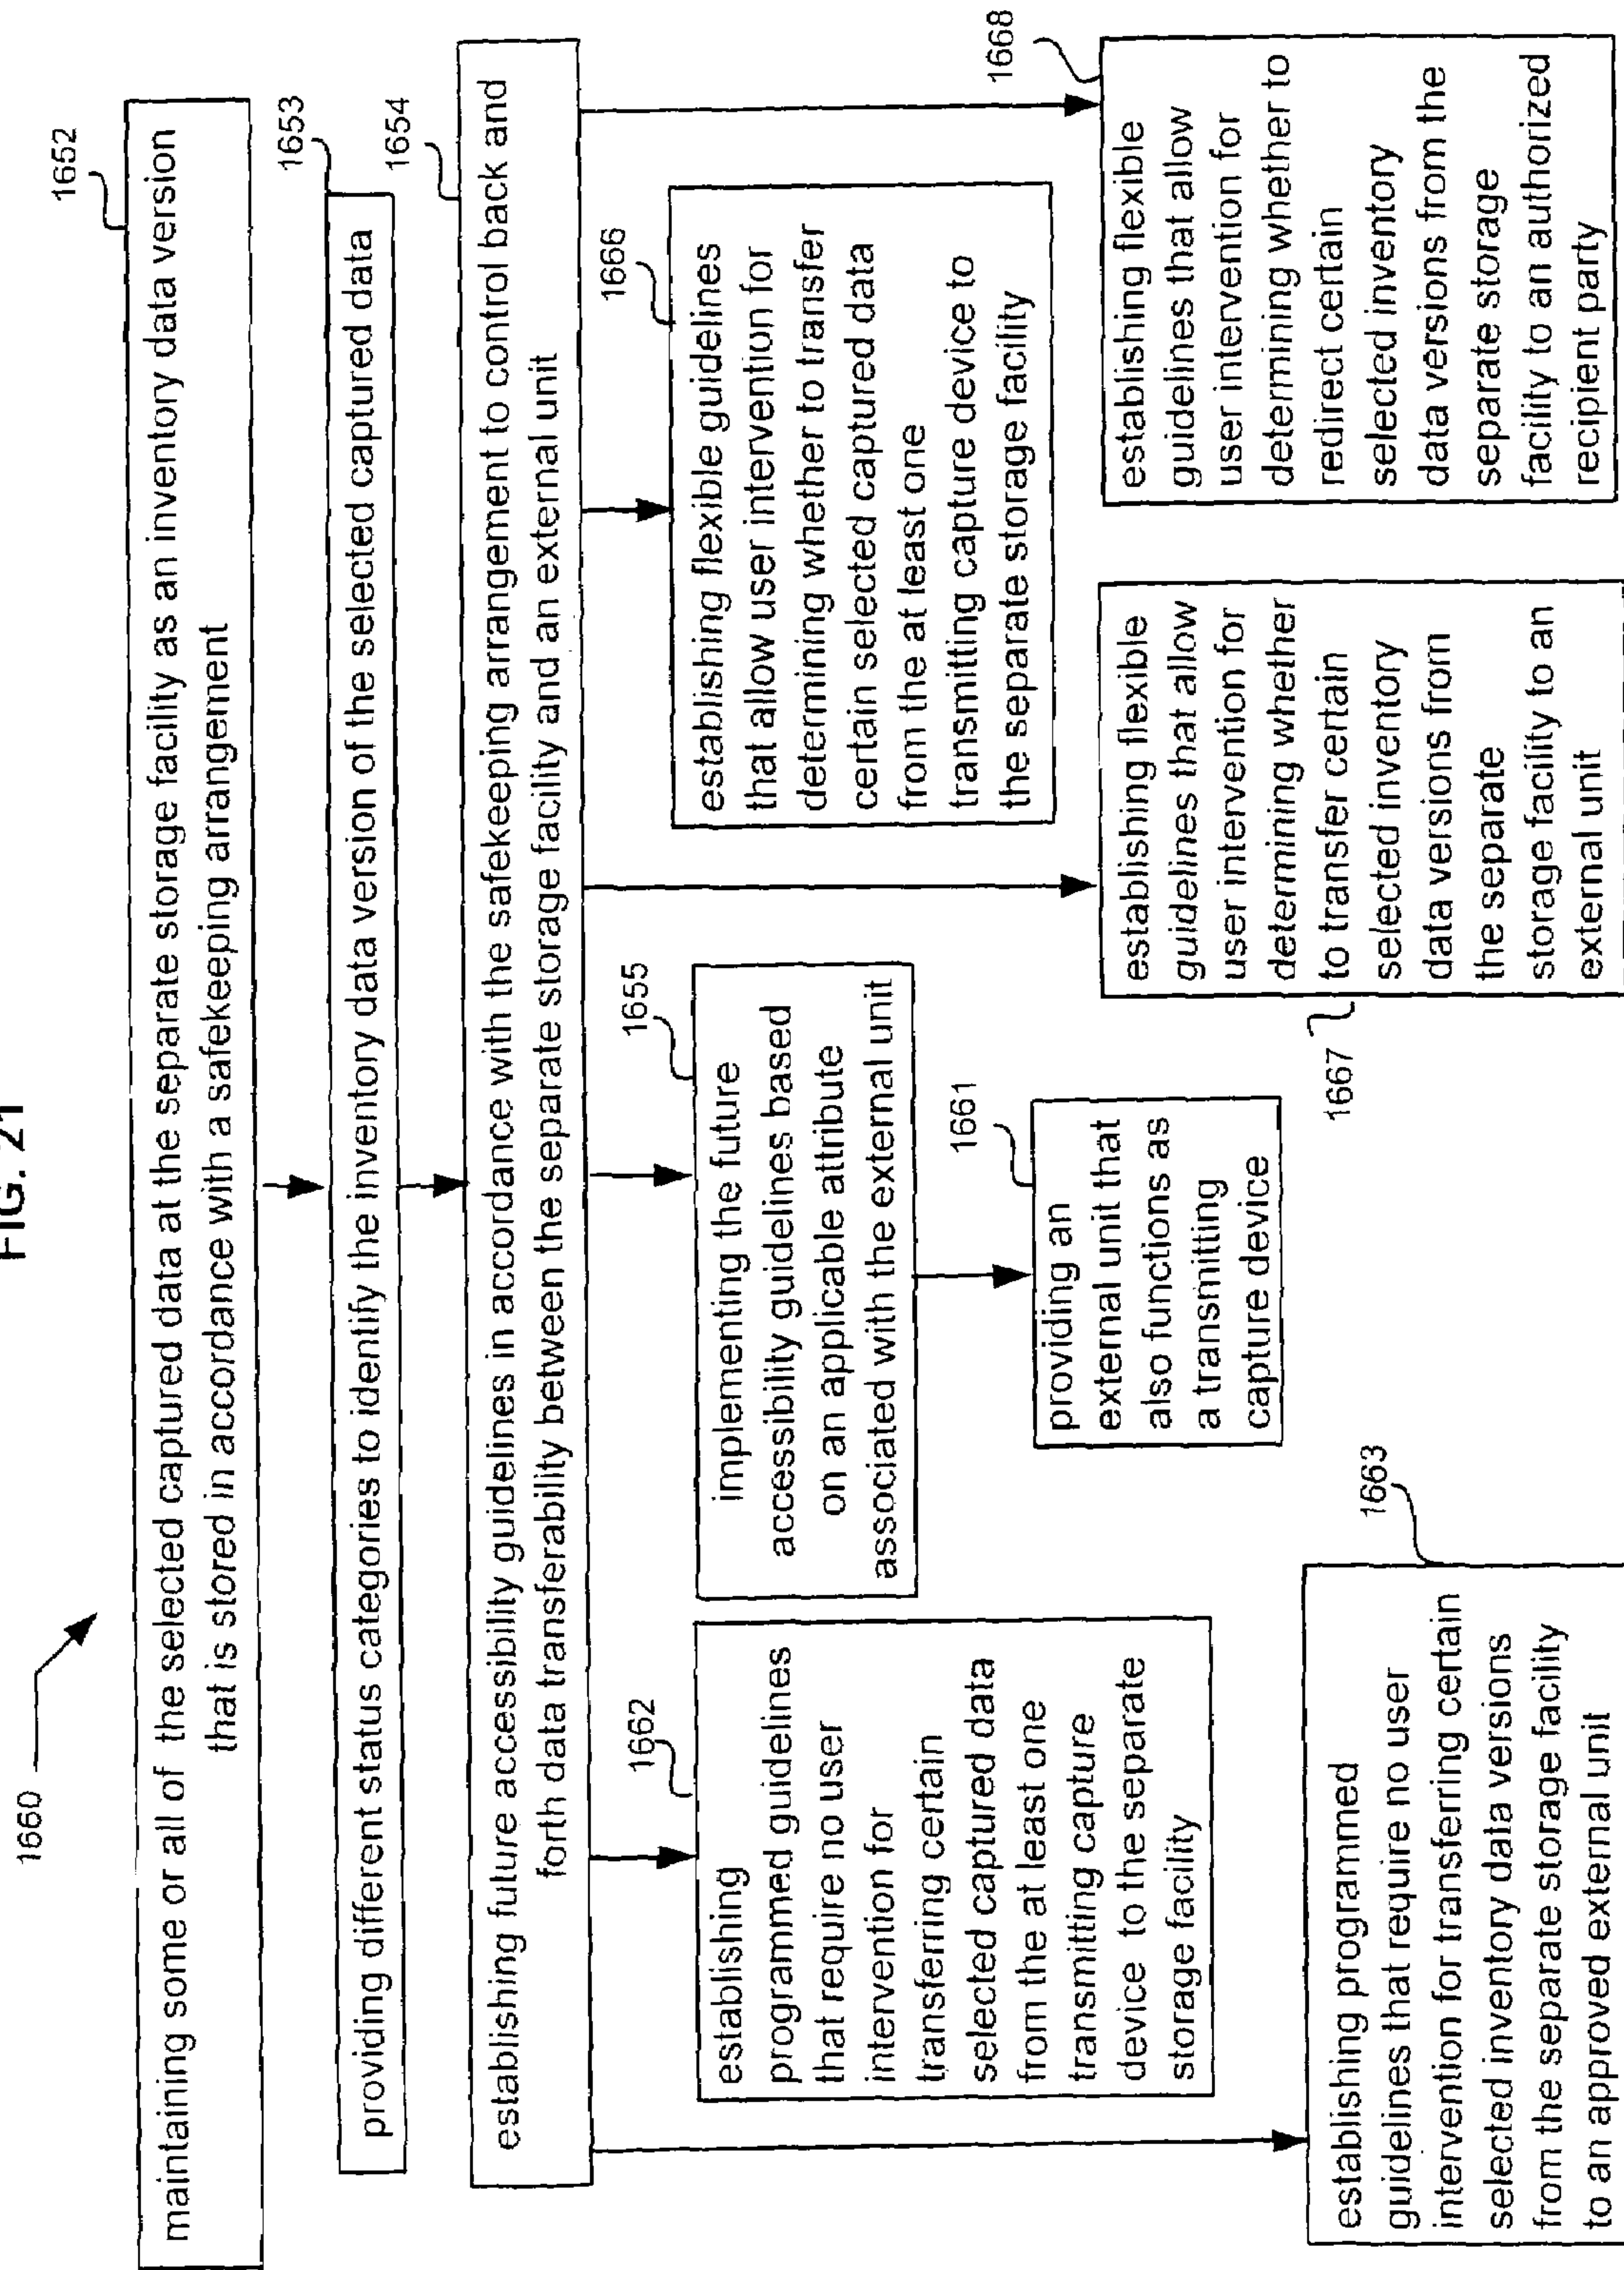 FIG. 21
1660
1652
maintaining some or all of the selected captured data at the separate storage facility as an inventory data version
that is stored in accordance with a safekeeping arrangement
1653
providing different status categories to identify the inventory data version of the selected captured data
1654
establishing future accessibility guidelines in accordance with the safekeeping arrangement to control back and
forth data transferability between the separate storage facility and an external unit
1662
establishing
programmed guidelines
that require no user
intervention for
transferring certain
selected captured data
from the at least one
transmitting capture
device to the separate
storage facility
1655
implementing the future
accessibility guidelines based
on an applicable attribute
associated with the external unit
1666
establishing flexible guidelines
that allow user intervention for
determining whether to transfer
certain selected captured data
from the at least one
transmitting capture device to
the separate storage facility
1661
providing an
external unit that
also functions as
a transmitting
capture device
1663
establishing programmed
guidelines that require no user
intervention for transferring certain
selected inventory data versions
from the separate storage facility
to an approved external unit
1667
establishing flexible
guidelines that allow
user intervention for
determining whether
to transfer certain
selected inventory
data versions from
the separate
storage facility to an
external unit
1668
establishing flexible
guidelines that allow
user intervention for
determining whether to
redirect certain
selected inventory
data versions from the
separate storage
facility to an authorized
recipient party